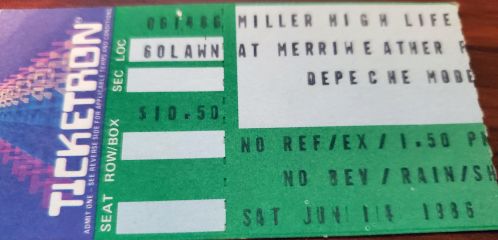 TICKETRON
ADMIT ONE - SEE REVERSE SIDE FOR APPLICABLE TERMS AND CONDITIONS
SEAT ROW/BOX SEC LOC
GOLAWN
$10.50
MILLER HIGH LIFE
AT MERRIWEATHER
DEPECHE MODE
NO REF/EX/1.50
NO BEV/RAIN/SH
SAT JUN 14 1986